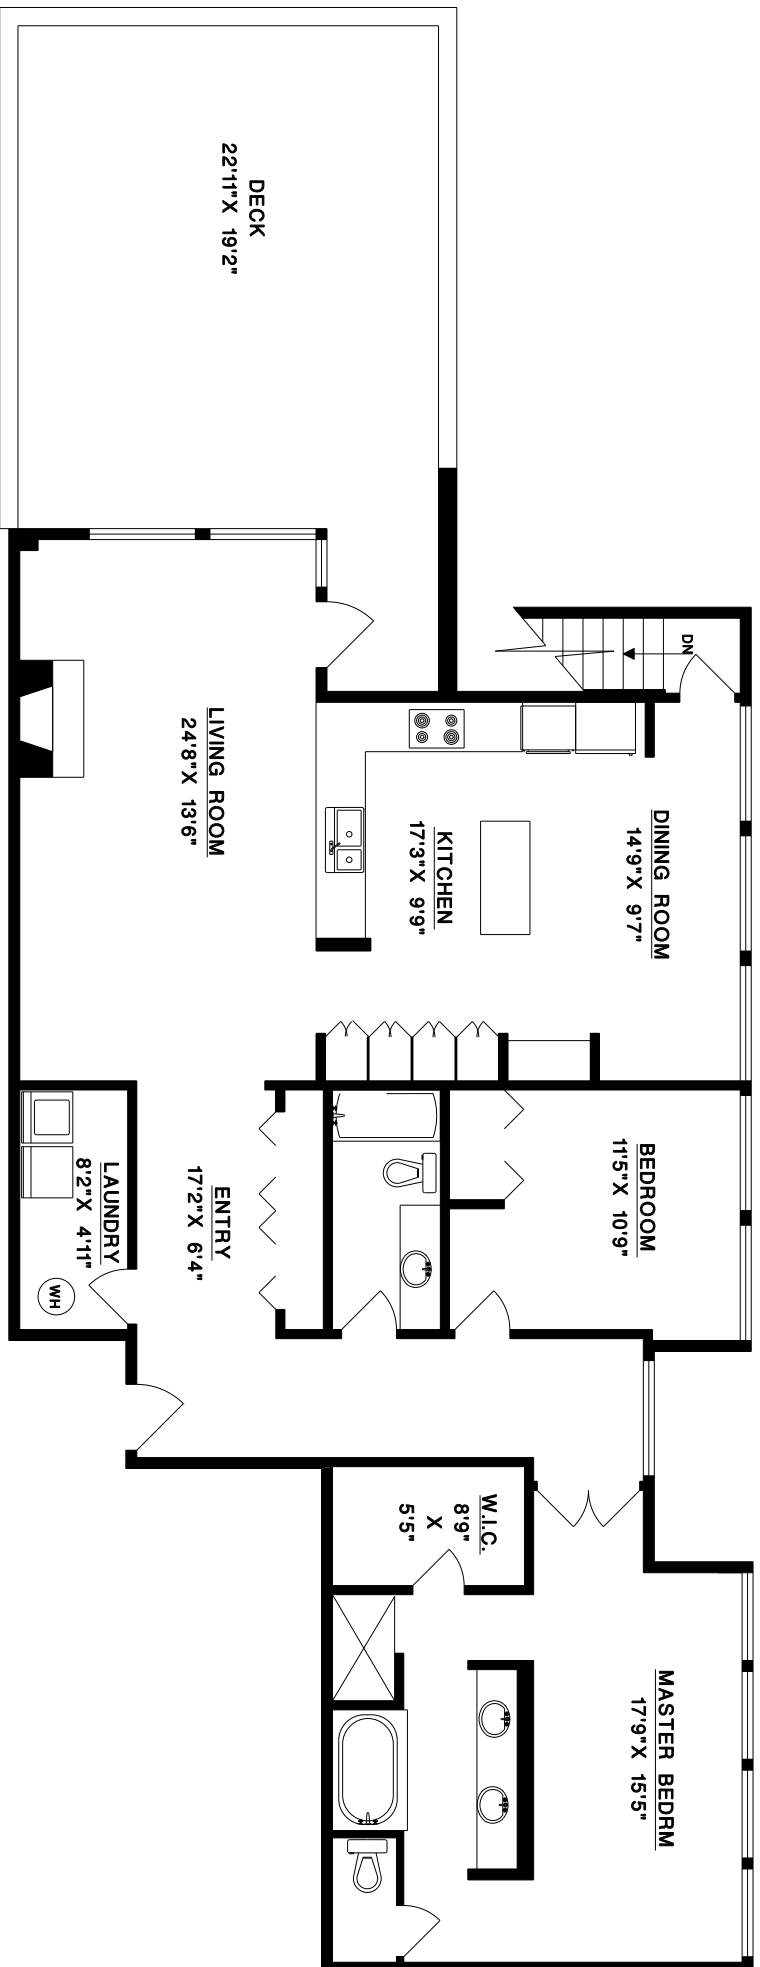 DECK
22'11"X 19'2"
DN
LIVING ROOM
24'8"X 13'6"
KITCHEN
17'3"X 9'9"
DINING ROOM
14'9"X 9'7"
LAUNDRY
8'2"X 4'11"
WH
ENTRY
17'2"X 6'4"
BEDROOM
11'5"X 10'9"
W.I.C.
8'9"
X
5'5"
MASTER BEDRM
17'9"X 15'5"